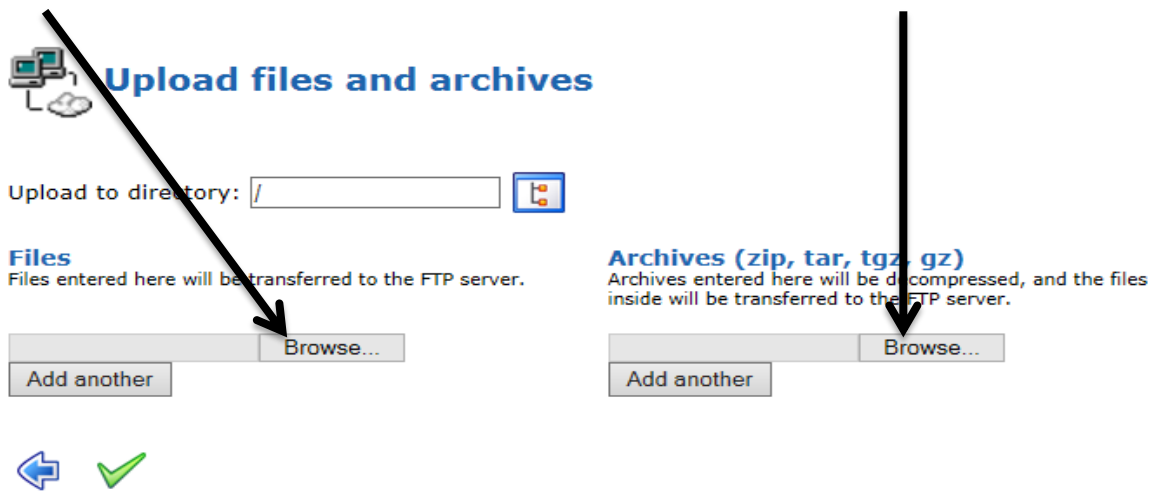 Upload files and archives
Upload to directory: /
Files
Files entered here will be transferred to the FTP server.
Browse...
Add another
Archives (zip, tar, tgz, gz)
Archives entered here will be decompressed, and the files
inside will be transferred to the FTP server.
Browse...
Add another